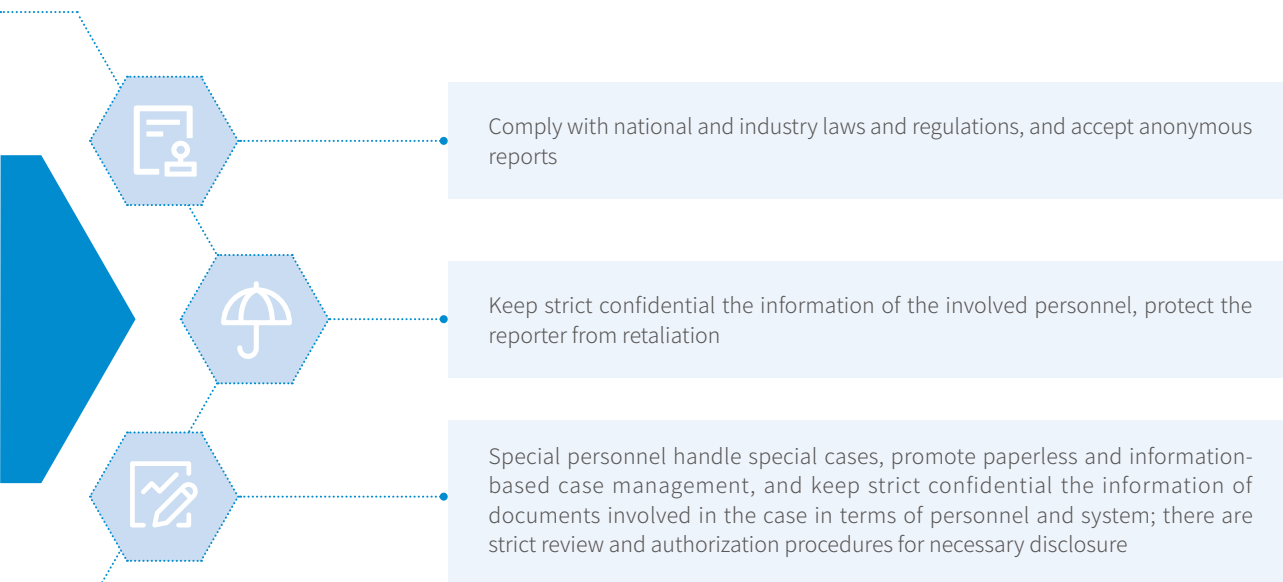 Comply with national and industry laws and regulations, and accept anonymous
reports
Keep strict confidential the information of the involved personnel, protect the
reporter from retaliation
Special personnel handle special cases, promote paperless and information-
based case management, and keep strict confidential the information of
documents involved in the case in terms of personnel and system; there are
strict review and authorization procedures for necessary disclosure